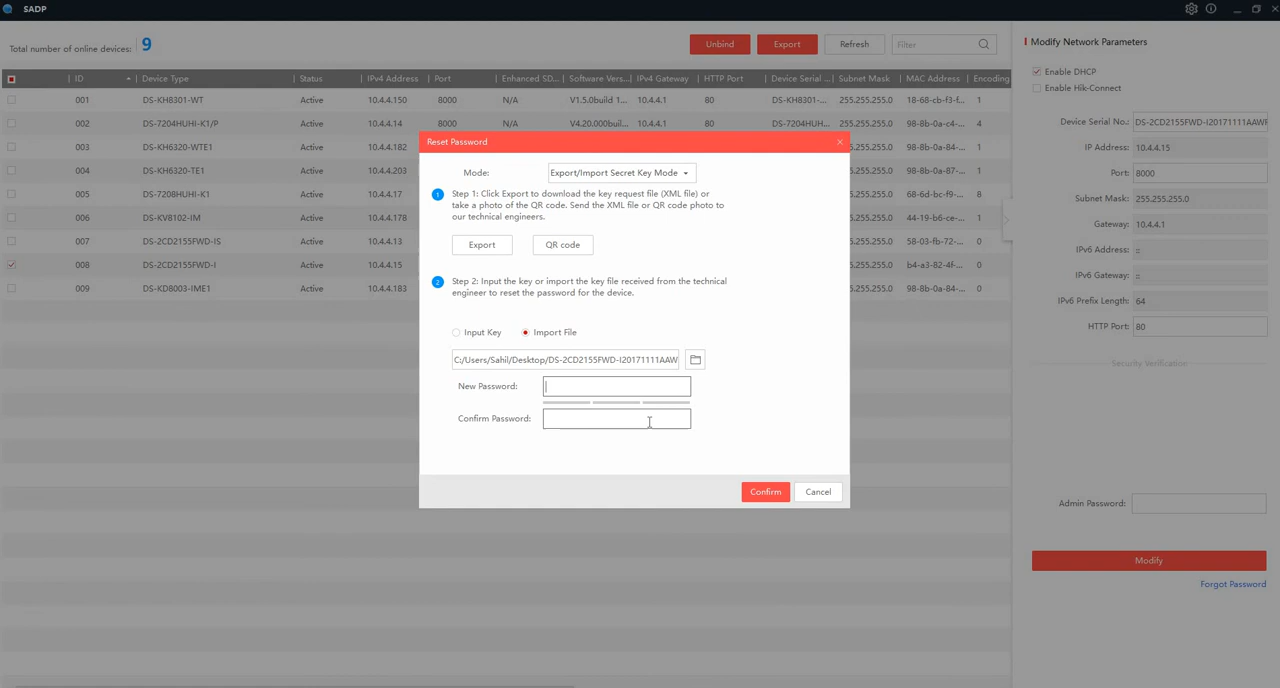 SADP
Total number of online devices: 9
Unbind Export Refresh Filter
ID Device Type Status IPv4 Address Port Enhanced SD... Software Vers... IPv4 Gateway HTTP Port Device Serial ... Subnet Mask MAC Address Encoding
001 DS-KH8301-WT Active 10.4.4.150 8000 N/A V1.5.0build 1... 10.4.4.1 80 DS-KH8301-... 255.255.255.0 18-68-cb-f3-f... 1
002 DS-7204HUHI-K1/P Active 10.4.4.14 8000 N/A V4.20.000buil... 10.4.4.1 80 DS-7204HUH... 255.255.255.0 98-8b-0a-c4-... 4
003 DS-KH6320-WTE1 Active 10.4.4.182 255.255.0 98-8b-0a-84-... 1
004 DS-KH6320-TE1 Active 10.4.4.203 255.255.0 98-8b-0a-84-... 1
005 DS-7208HUHI-K1 Active 10.4.4.17 255.255.0 68-6d-bc-f9-... 8
006 DS-KV8102-IM Active 10.4.4.178 255.255.0 44-19-b6-ce-... 1
007 DS-2CD2155FWD-IS Active 10.4.4.13 255.255.0 58-03-fb-72-... 0
008 DS-2CD2155FWD-I Active 10.4.4.15 255.255.0 b4-a3-82-4f-... 0
009 DS-KD8003-IME1 Active 10.4.4.183 255.255.0 98-8b-0a-84-... 0
Reset Password
Mode: Export/Import Secret Key Mode
1 Step 1: Click Export to download the key request file (XML file) or
take a photo of the QR code. Send the XML file or QR code photo to
our technical engineers.
Export QR code
2 Step 2: Input the key or import the key file received from the technical
engineer to reset the password for the device.
Input Key Import File
C:/Users/Sahil/Desktop/DS-2CD2155FWD-I20171111AAW
New Password:
Confirm Password:
Confirm Cancel
Modify Network Parameters
Enable DHCP
Enable Hik-Connect
Device Serial No.: DS-2CD2155FWD-I20171111AAWR
IP Address: 10.4.4.15
Port: 8000
Subnet Mask: 255.255.255.0
Gateway: 10.4.4.1
IPv6 Address: ::
IPv6 Gateway: ::
IPv6 Prefix Length: 64
HTTP Port: 80
Security Verification
Admin Password:
Modify
Forgot Password